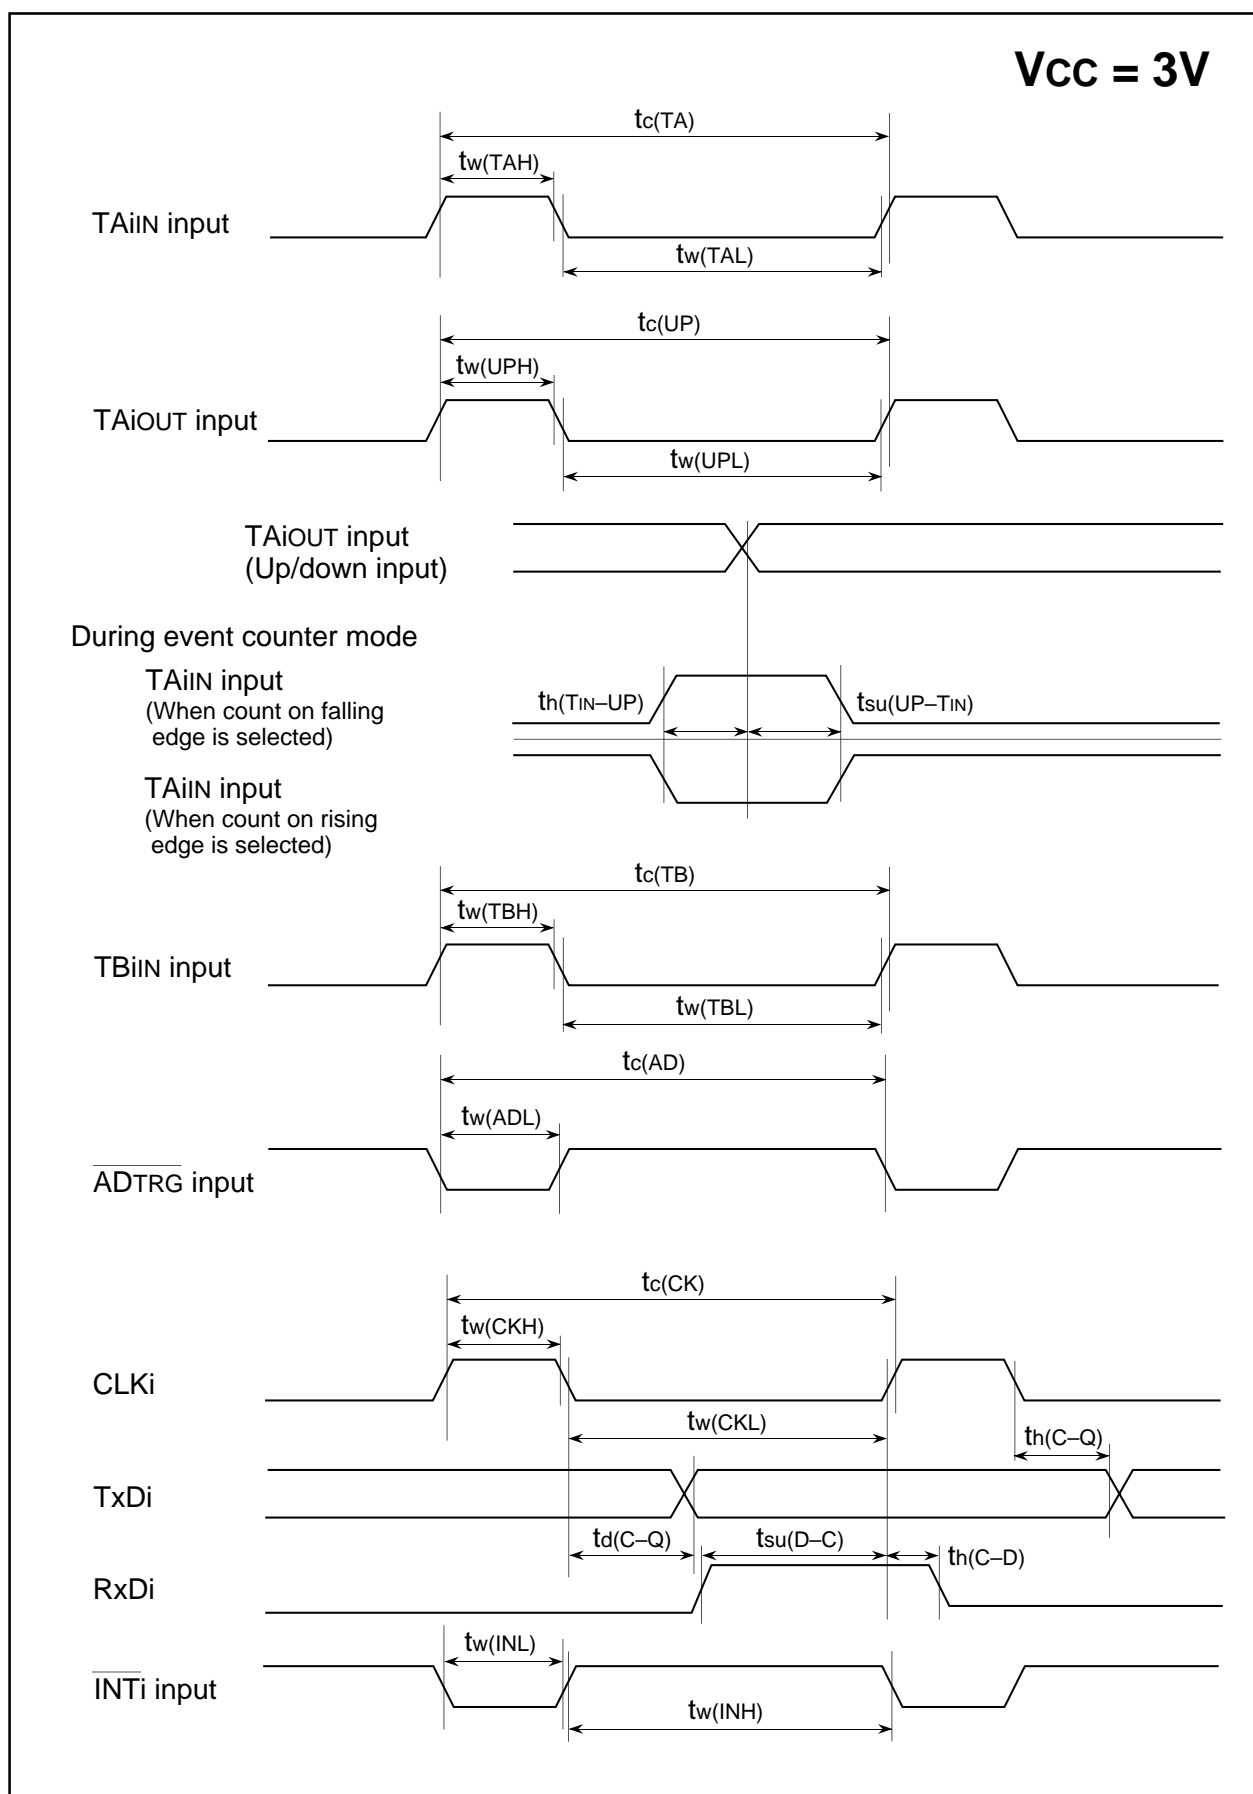 VCC = 3V
tc(TA)
tw(TAH)
TAiIN input
tw(TAL)
tc(UP)
tw(UPH)
TAiOUT input
tw(UPL)
TAiOUT input
(Up/down input)
During event counter mode
TAiIN input
(When count on falling
edge is selected)
th(TIN–UP)
tsu(UP–TIN)
TAiIN input
(When count on rising
edge is selected)
tc(TB)
tw(TBH)
TBiIN input
tw(TBL)
tc(AD)
tw(ADL)
ADTRG input
tc(CK)
tw(CKH)
CLKi
tw(CKL)
th(C–Q)
TxDi
td(C–Q)
tsu(D–C)
th(C–D)
RxDi
tw(INL)
INTi input
tw(INH)